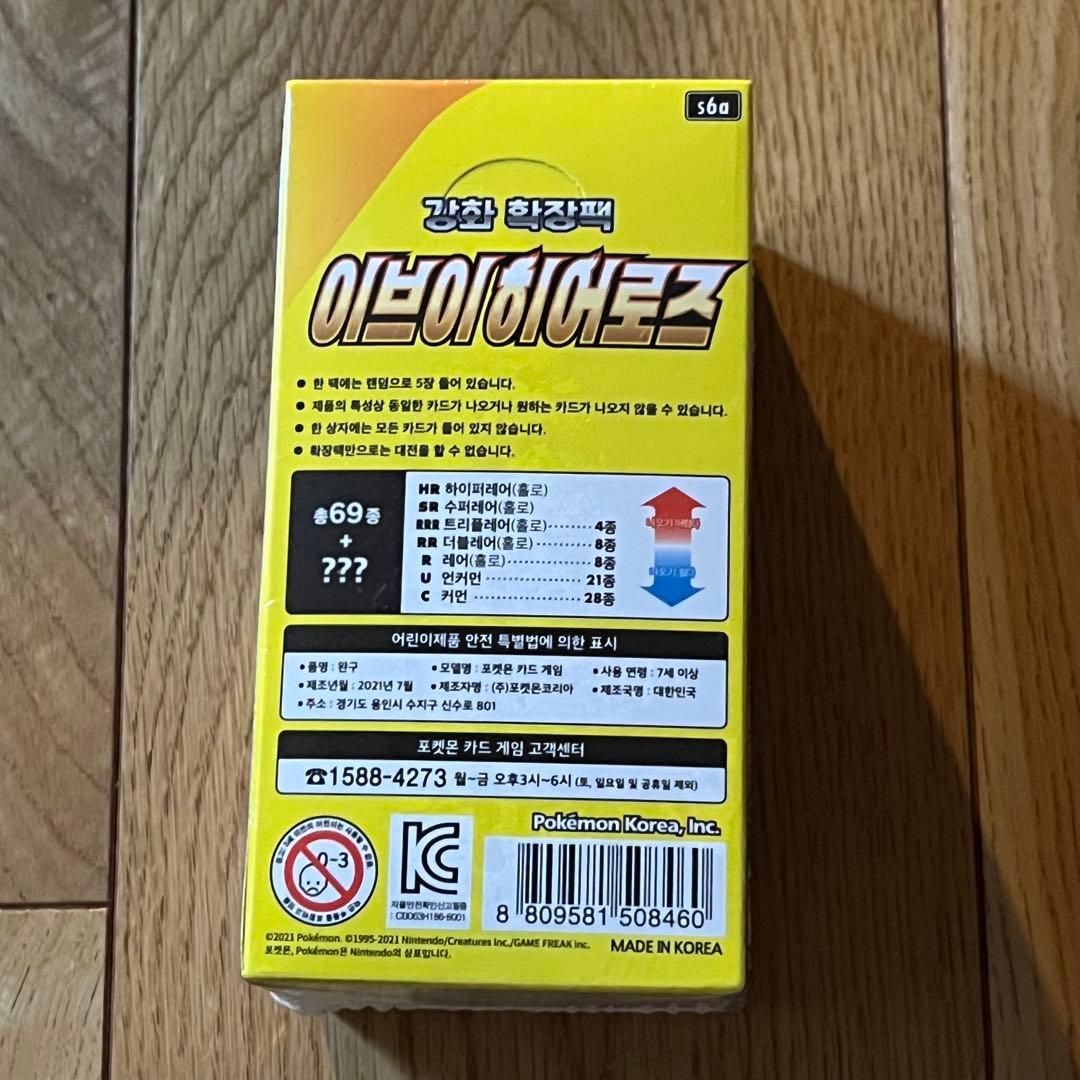 s6a
강화 확장팩
이브이 히어로즈
● 한 팩에는 랜덤으로 5장 들어 있습니다.
● 제품의 특성상 동일한 카드가 나오거나 원하는 카드가 나오지 않을 수 있습니다.
● 한 상자에는 모든 카드가 들어 있지 않습니다.
● 확장팩만으로는 대전을 할 수 없습니다.
총69종
+
???
HR 하이퍼레어(홀로)
SR 수퍼레어(홀로)
RRR 트리플레어(홀로)········ 4종
RR 더블레어(홀로)·········· 8종
R 레어(홀로)··············· 8종
U 언커먼 ·················· 21종
C 커먼 ···················· 28종
나오기 어렵다
나오기 쉽다
어린이제품 안전 특별법에 의한 표시
•품명 : 완구 •모델명 : 포켓몬 카드 게임 •사용 연령 : 7세 이상
•제조년월 : 2021년 7월 •제조자명 : (주)포켓몬코리아 •제조국명 : 대한민국
•주소 : 경기도 용인시 수지구 신수로 801
포켓몬 카드 게임 고객센터
☎1588-4273 월~금 오후3시~6시 (토, 일요일 및 공휴일 제외)
Pokémon Korea, Inc.
0~3
KC
8 809581 508460
©2021 Pokémon. ©1995-2021 Nintendo/Creatures Inc./GAME FREAK inc.
포켓몬, Pokémon은 Nintendo의 상표입니다.
MADE IN KOREA